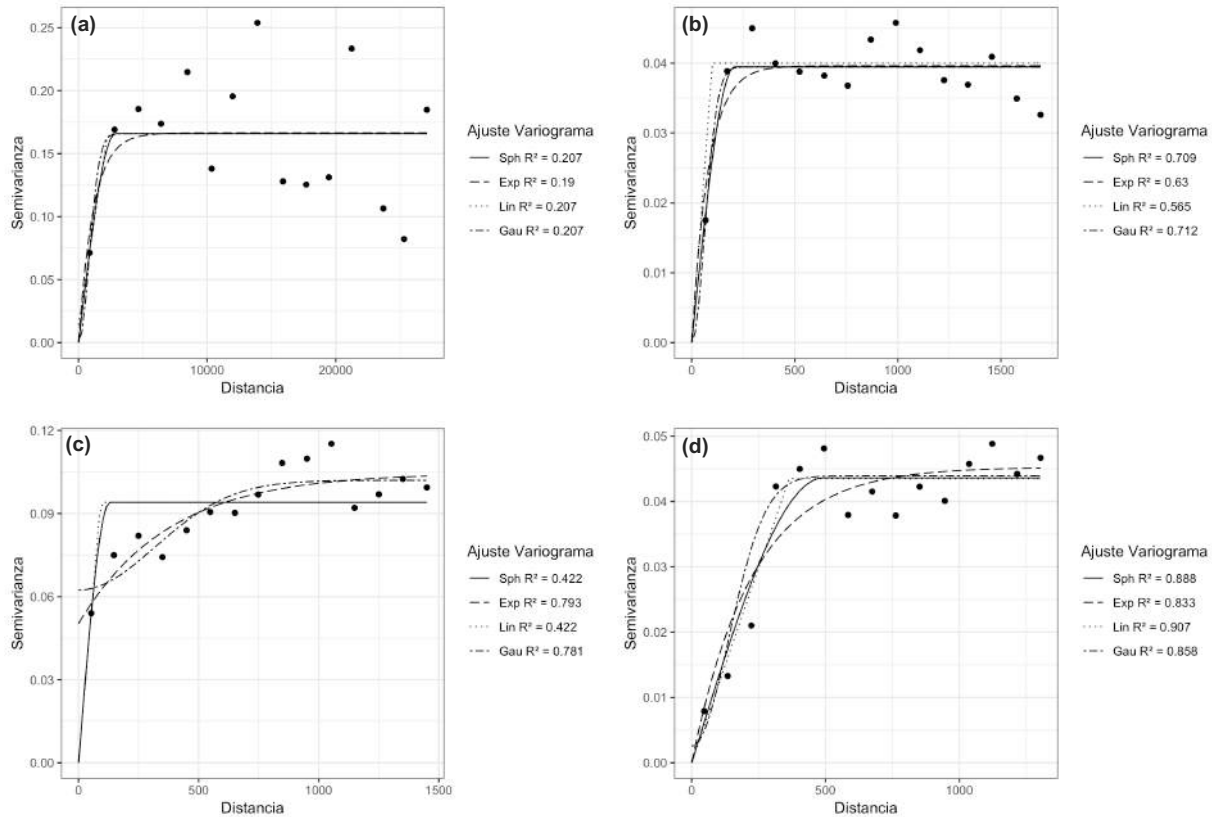 (a)
Semivarianza
0.25
0.20
0.15
0.10
0.05
0.00
0
10000
20000
Distancia
Ajuste Variograma
Sph R² = 0.207
Exp R² = 0.19
Lin R² = 0.207
Gau R² = 0.207
(b)
Semivarianza
0.04
0.03
0.02
0.01
0.00
0
500
1000
1500
Distancia
Ajuste Variograma
Sph R² = 0.709
Exp R² = 0.63
Lin R² = 0.565
Gau R² = 0.712
(c)
Semivarianza
0.12
0.09
0.06
0.03
0.00
0
500
1000
1500
Distancia
Ajuste Variograma
Sph R² = 0.422
Exp R² = 0.793
Lin R² = 0.422
Gau R² = 0.781
(d)
Semivarianza
0.05
0.04
0.03
0.02
0.01
0.00
0
500
1000
Distancia
Ajuste Variograma
Sph R² = 0.888
Exp R² = 0.833
Lin R² = 0.907
Gau R² = 0.858